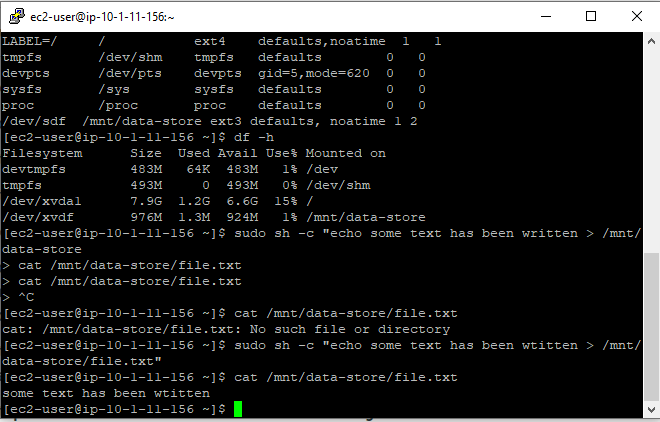 ec2-user@ip-10-1-11-156:~
LABEL=/     /           ext4    defaults,noatime  1   1
tmpfs       /dev/shm    tmpfs   defaults        0   0
devpts      /dev/pts    devpts  gid=5,mode=620  0   0
sysfs       /sys        sysfs   defaults        0   0
proc        /proc       proc    defaults        0   0
/dev/sdf  /mnt/data-store ext3 defaults, noatime 1 2
[ec2-user@ip-10-1-11-156 ~]$ df -h
Filesystem      Size  Used Avail Use% Mounted on
devtmpfs        483M   64K  483M   1% /dev
tmpfs           493M     0  493M   0% /dev/shm
/dev/xvda1      7.9G  1.2G  6.6G  15% /
/dev/xvdf       976M  1.3M  924M   1% /mnt/data-store
[ec2-user@ip-10-1-11-156 ~]$ sudo sh -c "echo some text has been written > /mnt/
data-store
> cat /mnt/data-store/file.txt
> cat /mnt/data-store/file.txt
> ^C
[ec2-user@ip-10-1-11-156 ~]$ cat /mnt/data-store/file.txt
cat: /mnt/data-store/file.txt: No such file or directory
[ec2-user@ip-10-1-11-156 ~]$ sudo sh -c "echo some text has been wtitten > /mnt/
data-store/file.txt"
[ec2-user@ip-10-1-11-156 ~]$ cat /mnt/data-store/file.txt
some text has been wtitten
[ec2-user@ip-10-1-11-156 ~]$